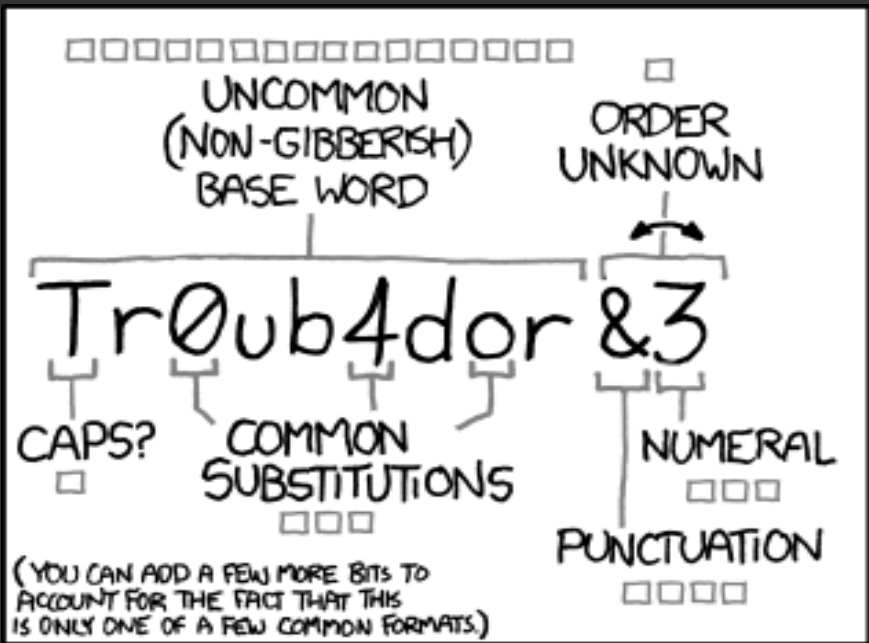 UNCOMMON
(NON-GIBBERISH)
BASE WORD
ORDER
UNKNOWN
Tr0ub4dor &3
CAPS?
COMMON
SUBSTITUTIONS
NUMERAL
PUNCTUATION
(YOU CAN ADD A FEW MORE BITS TO
ACCOUNT FOR THE FACT THAT THIS
IS ONLY ONE OF A FEW COMMON FORMATS.)